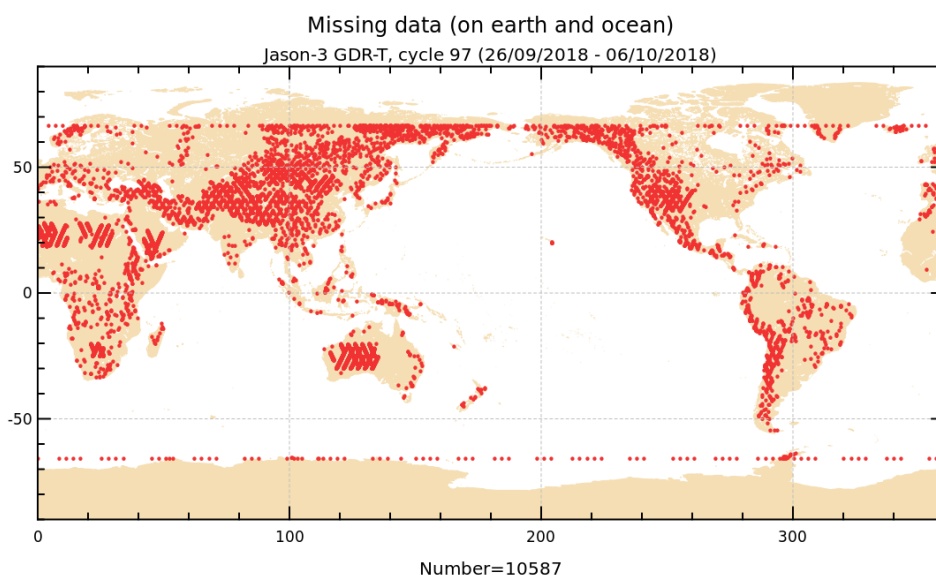 Missing data (on earth and ocean)
Jason-3 GDR-T, cycle 97 (26/09/2018 - 06/10/2018)
50
0
-50
0 100 200 300
Number=10587